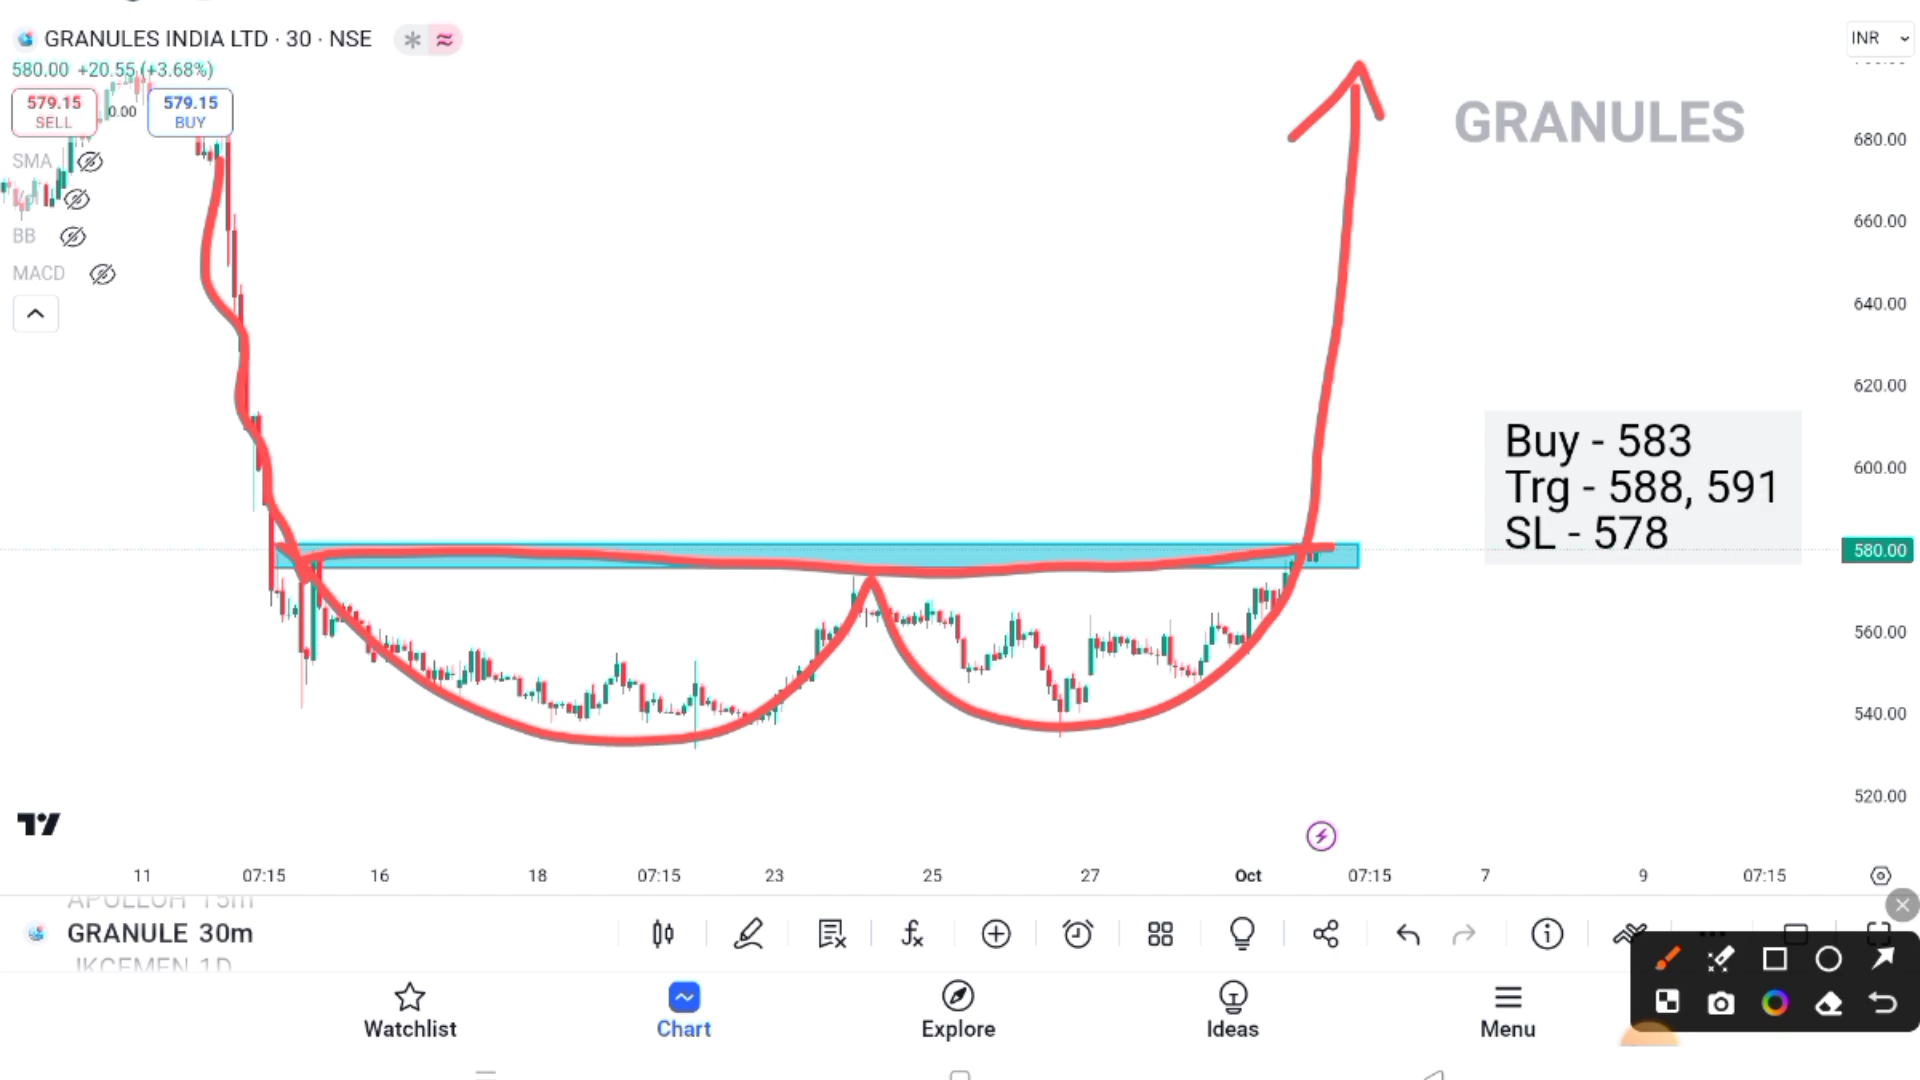 GRANULES INDIA LTD · 30 · NSE
INR
580.00 +20.55 (+3.68%)
579.15
SELL
0.00
579.15
BUY
GRANULES
SMA
BB
MACD
680.00
660.00
640.00
620.00
600.00
580.00
560.00
540.00
520.00
Buy - 583
Trg - 588, 591
SL - 578
11 07:15 16 18 07:15 23 25 27 Oct 07:15 7 9 07:15
GRANULE 30m
Watchlist
Chart
Explore
Ideas
Menu